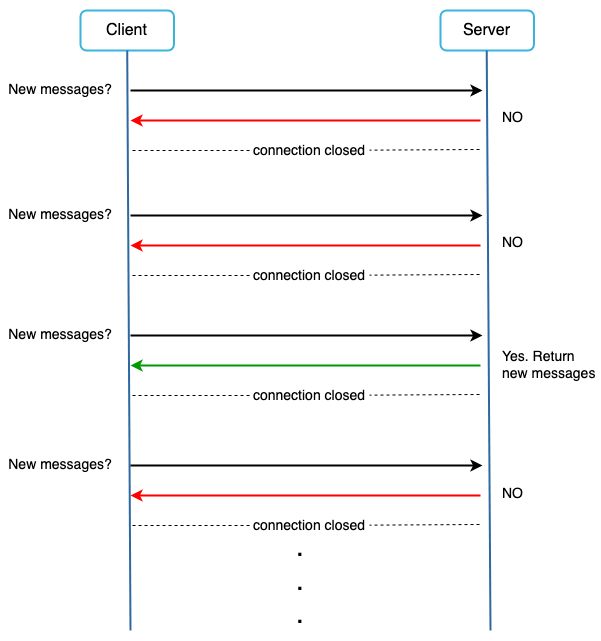 Client
Server
New messages?
NO
connection closed
New messages?
NO
connection closed
New messages?
Yes. Return
new messages
connection closed
New messages?
NO
connection closed